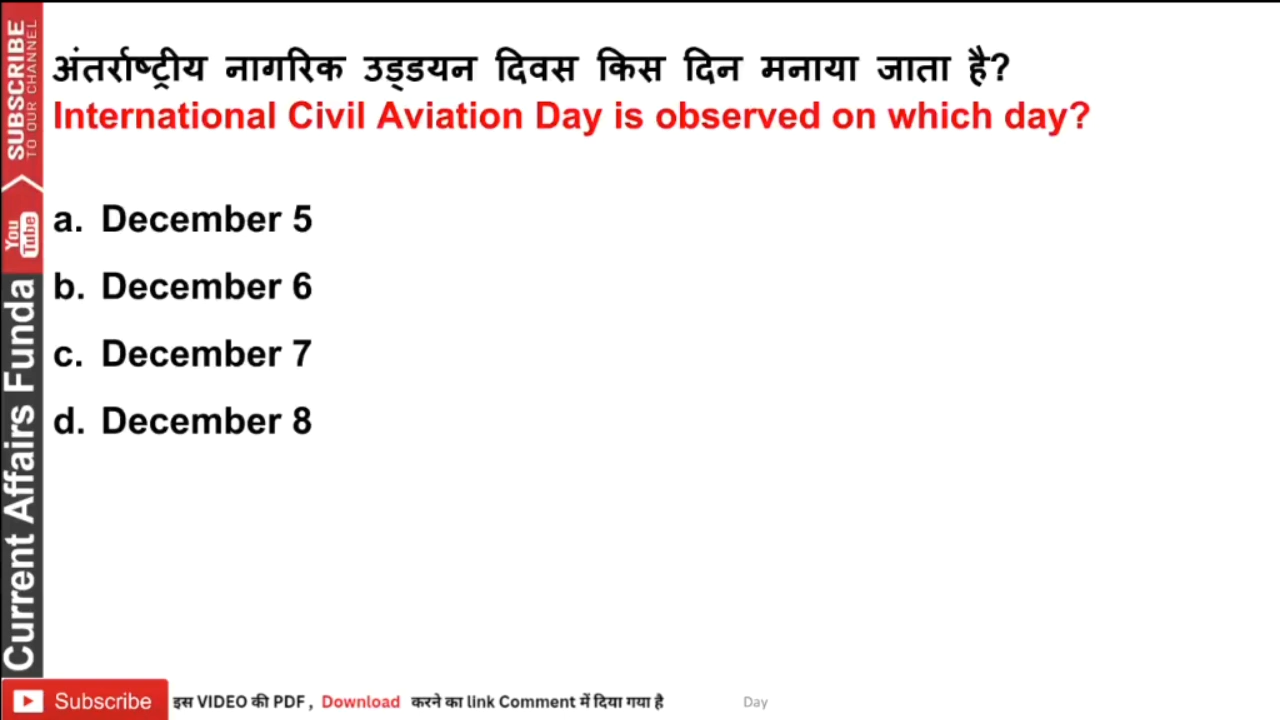 अंतर्राष्ट्रीय नागरिक उड्डयन दिवस किस दिन मनाया जाता है?
International Civil Aviation Day is observed on which day?
a. December 5
b. December 6
c. December 7
d. December 8
SUBSCRIBE
TO OUR CHANNEL
You Tube
Current Affairs Funda
Subscribe इस VIDEO की PDF , Download करने का link Comment में दिया गया है Day